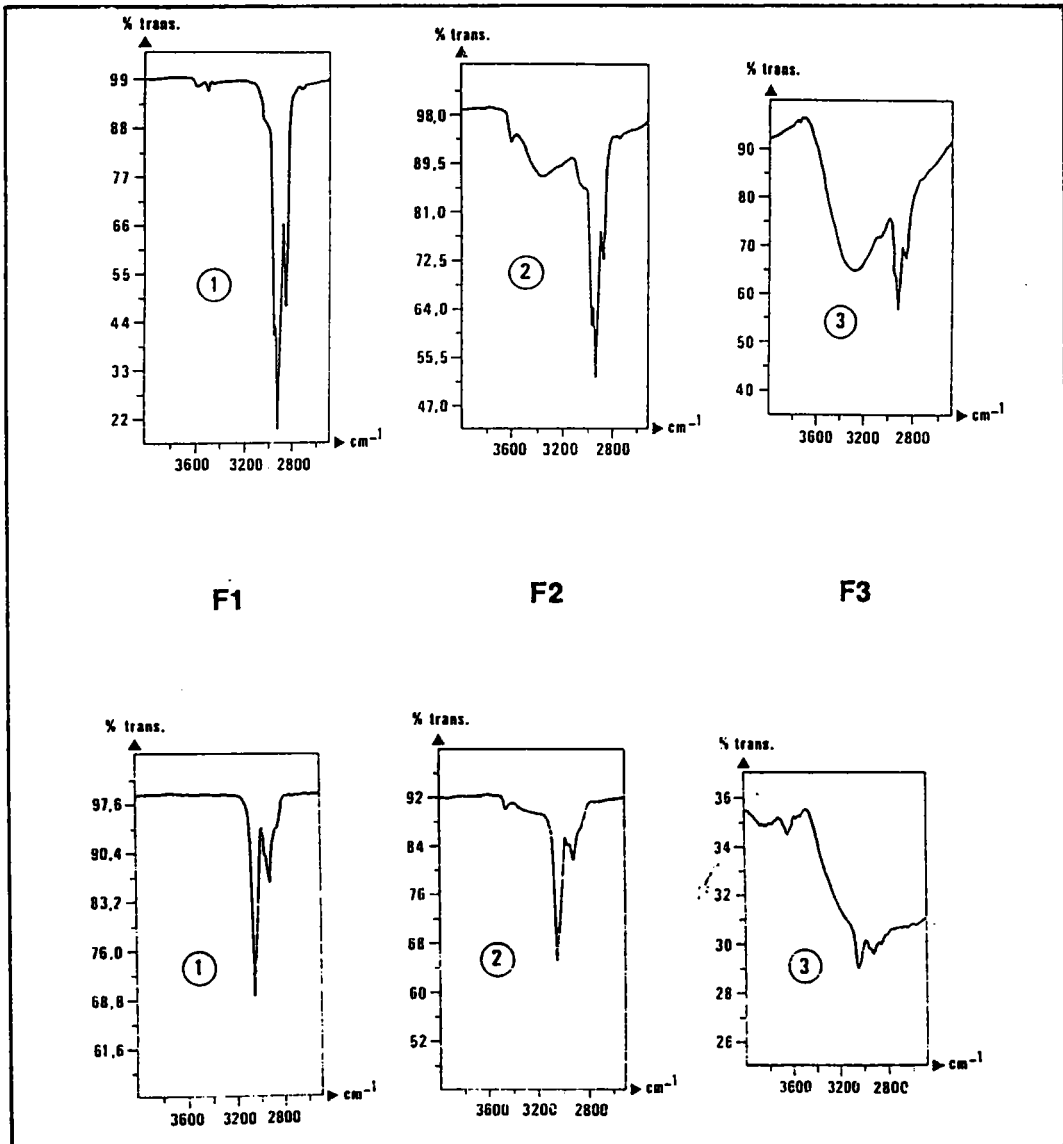 % trans.
99
88
77
66
55
44
33
22
3600 3200 2800
cm⁻¹
1
% trans.
98,0
89,5
81,0
72,5
64,0
55,5
47,0
3600 3200 2800
cm⁻¹
2
% trans.
90
80
70
60
50
40
3600 3200 2800
cm⁻¹
3
F1 F2 F3
% trans.
97,6
90,4
83,2
76,0
68,8
61,6
3600 3200 2800
cm⁻¹
1
% trans.
92
84
76
68
60
52
3600 3200 2800
cm⁻¹
2
% trans.
36
34
32
30
28
26
3600 3200 2800
cm⁻¹
3